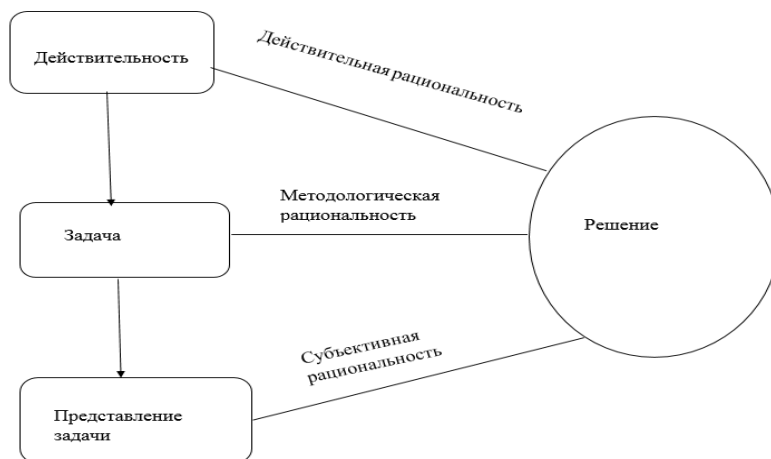 Действительность
Действительная рациональность
Методологическая
рациональность
Задача
Решение
Субъективная
рациональность
Представление
задачи